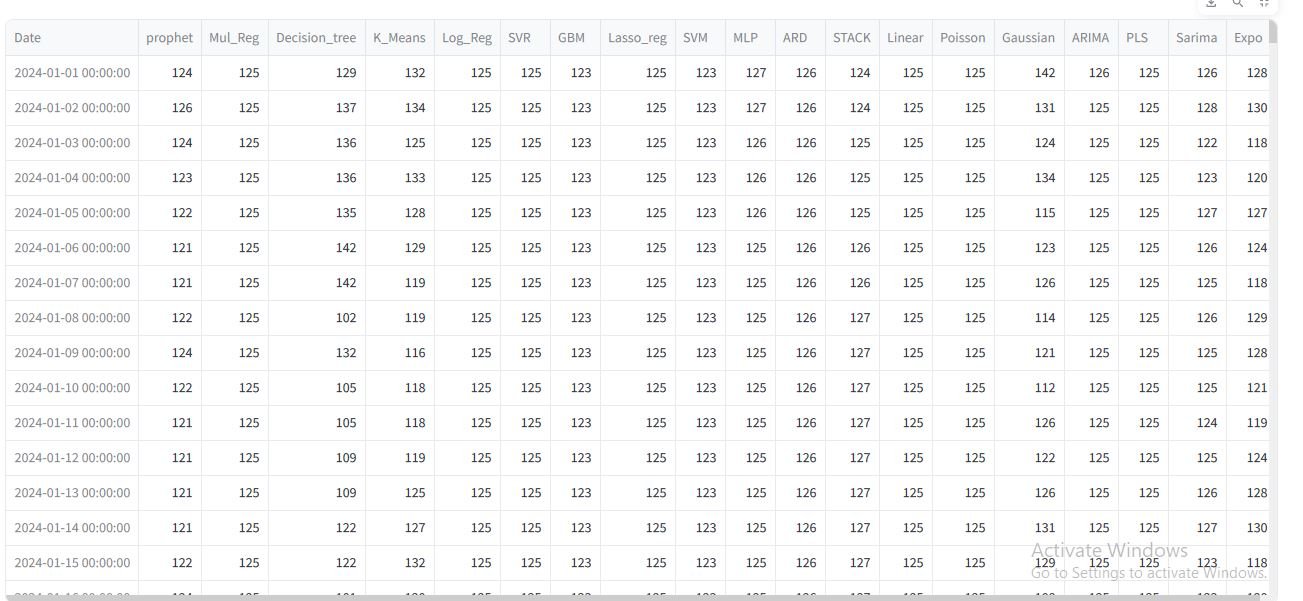 Date prophet Mul_Reg Decision_tree K_Means Log_Reg SVR GBM Lasso_reg SVM MLP ARD STACK Linear Poisson Gaussian ARIMA PLS Sarima Expo
2024-01-01 00:00:00 124 125 129 132 125 125 123 125 123 127 126 124 125 125 142 126 125 126 128
2024-01-02 00:00:00 126 125 137 134 125 125 123 125 123 127 126 124 125 125 131 125 125 128 130
2024-01-03 00:00:00 124 125 136 125 125 125 123 125 123 126 126 125 125 125 124 125 125 122 118
2024-01-04 00:00:00 123 125 136 133 125 125 123 125 123 126 126 125 125 125 134 125 125 123 120
2024-01-05 00:00:00 122 125 135 128 125 125 123 125 123 126 126 125 125 125 115 125 125 127 127
2024-01-06 00:00:00 121 125 142 129 125 125 123 125 123 125 126 126 125 125 123 125 125 126 124
2024-01-07 00:00:00 121 125 142 119 125 125 123 125 123 125 126 126 125 125 126 125 125 125 118
2024-01-08 00:00:00 122 125 102 119 125 125 123 125 123 125 126 127 125 125 114 125 125 126 129
2024-01-09 00:00:00 124 125 132 116 125 125 123 125 123 125 126 127 125 125 121 125 125 125 128
2024-01-10 00:00:00 122 125 105 118 125 125 123 125 123 125 126 127 125 125 112 125 125 125 121
2024-01-11 00:00:00 121 125 105 118 125 125 123 125 123 125 126 127 125 125 126 125 125 124 119
2024-01-12 00:00:00 121 125 109 119 125 125 123 125 123 125 126 127 125 125 122 125 125 125 124
2024-01-13 00:00:00 121 125 109 125 125 125 123 125 123 125 126 127 125 125 126 125 125 126 128
2024-01-14 00:00:00 121 125 122 127 125 125 123 125 123 125 126 127 125 125 131 125 125 127 130
2024-01-15 00:00:00 122 125 122 132 125 125 123 125 123 125 126 127 125 125 129 125 125 123 118
Activate Windows
Go to Settings to activate Windows.